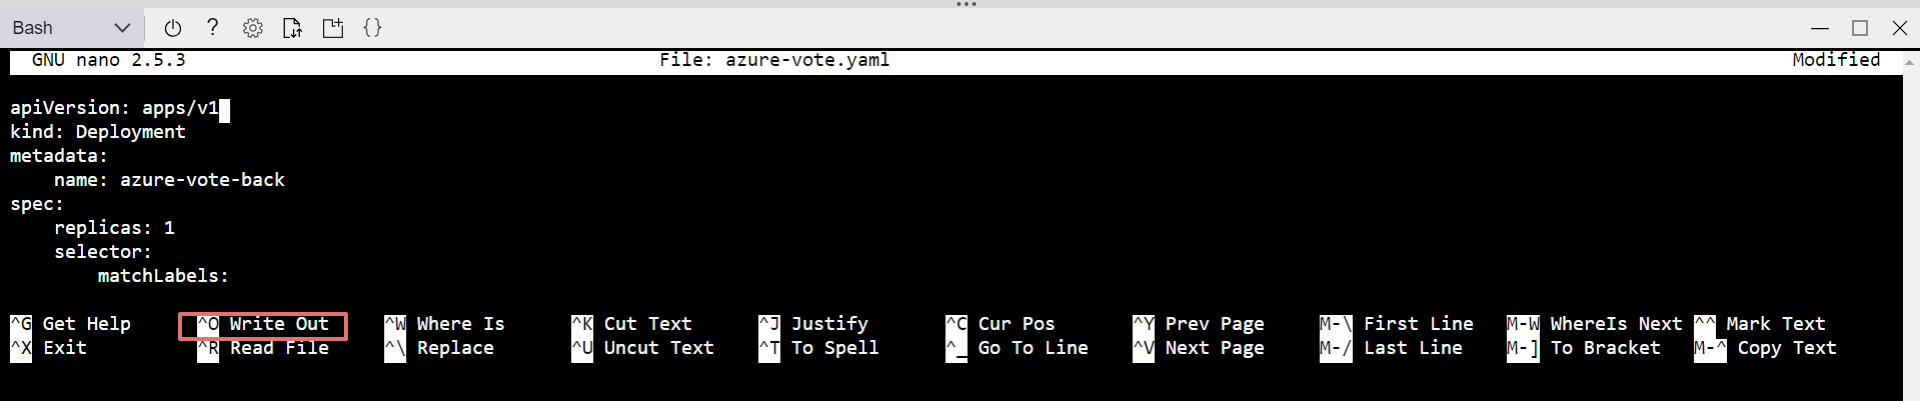 Bash ? {}
GNU nano 2.5.3 File: azure-vote.yaml Modified
apiVersion: apps/v1
kind: Deployment
metadata:
    name: azure-vote-back
spec:
    replicas: 1
    selector:
        matchLabels:
^G Get Help ^O Write Out ^W Where Is ^K Cut Text ^J Justify ^C Cur Pos ^Y Prev Page M-\ First Line M-W WhereIs Next ^^ Mark Text
^X Exit ^R Read File ^\ Replace ^U Uncut Text ^T To Spell ^_ Go To Line ^V Next Page M-/ Last Line M-] To Bracket M-^ Copy Text